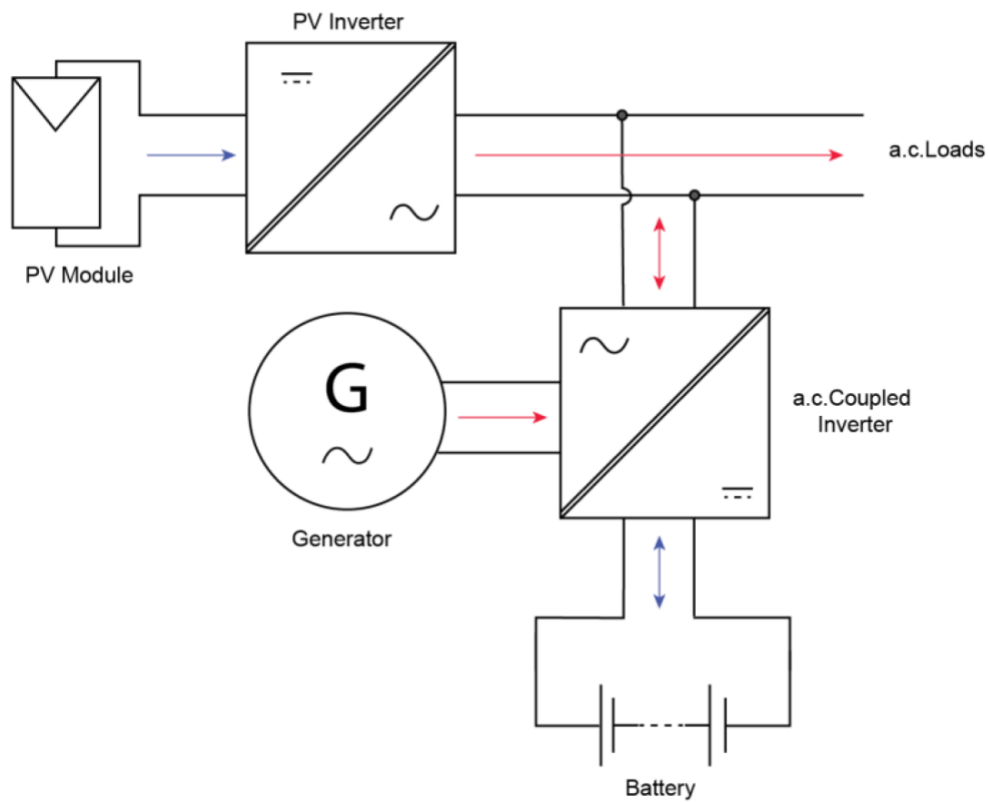 PV Inverter
a.c.Loads
PV Module
G
a.c.Coupled
Inverter
Generator
Battery